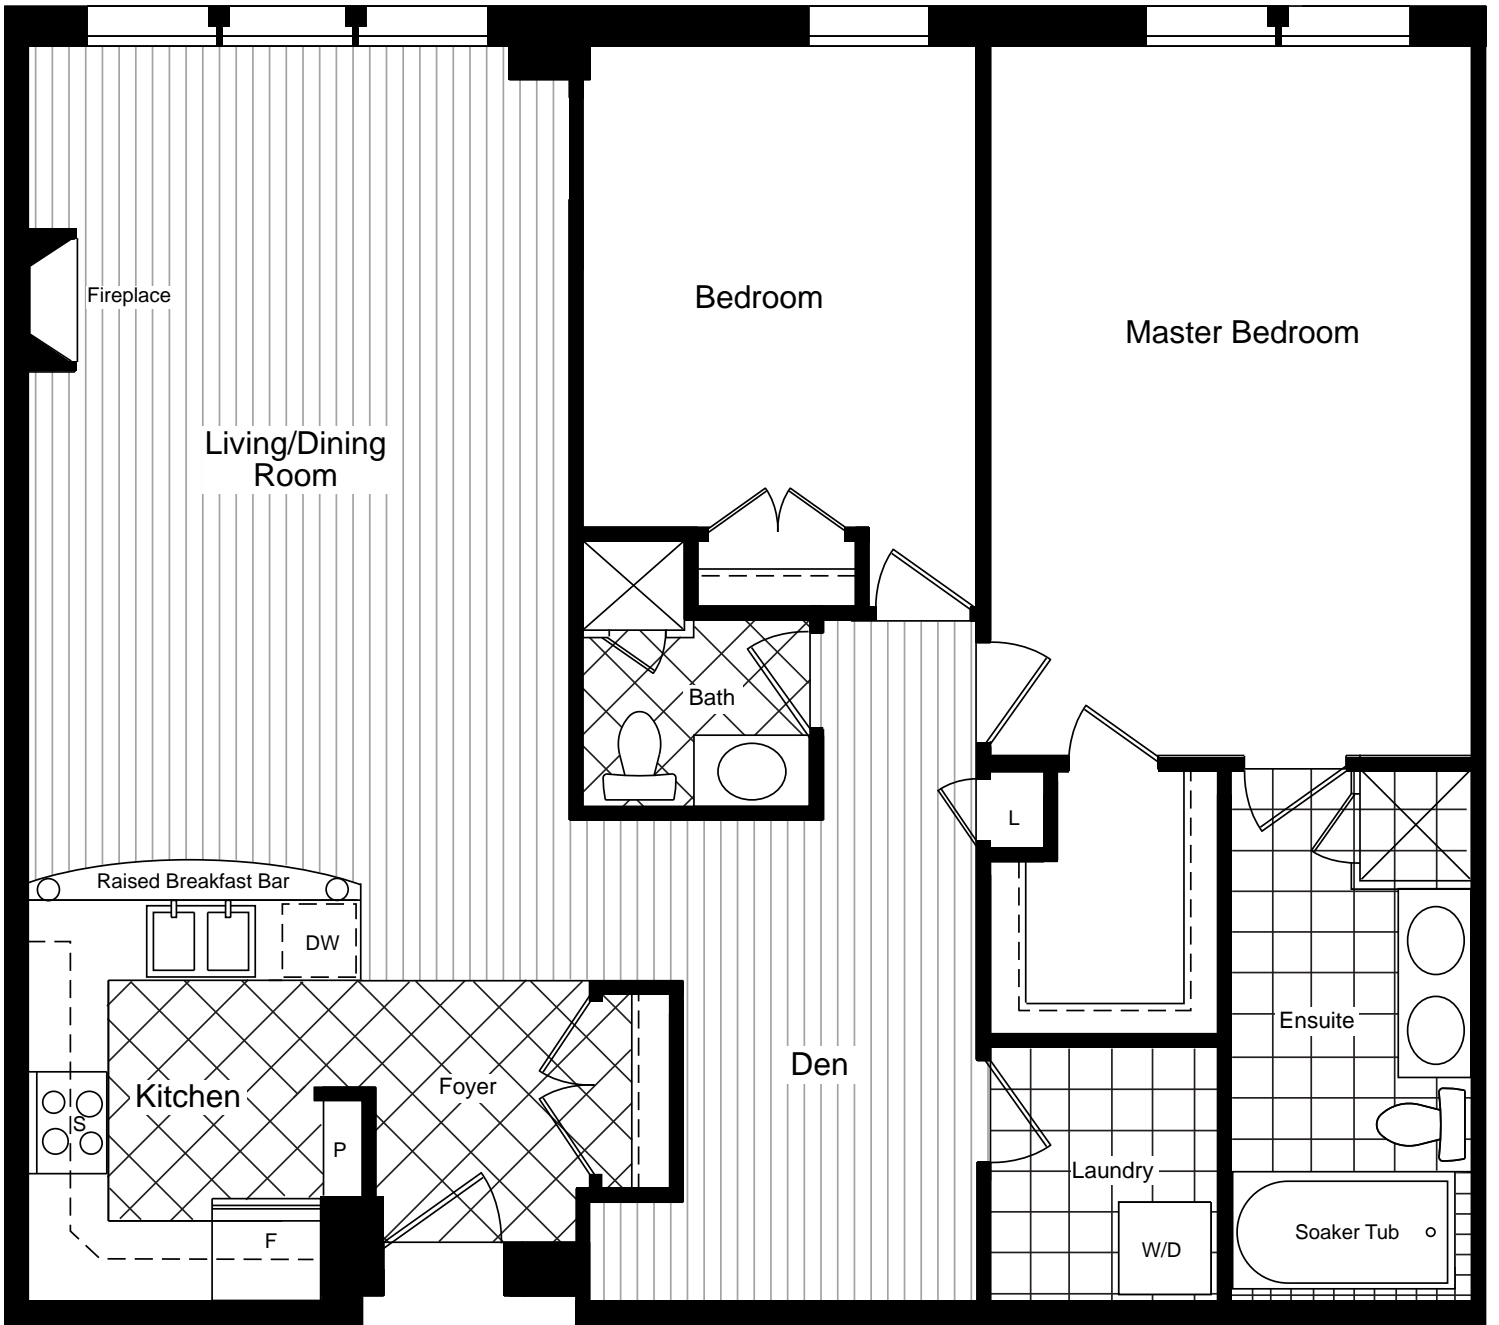 Fireplace
Bedroom
Master Bedroom
Living/Dining
Room
Bath
L
Raised Breakfast Bar
DW
Ensuite
Den
Kitchen
Foyer
S
P
Laundry
F
W/D
Soaker Tub